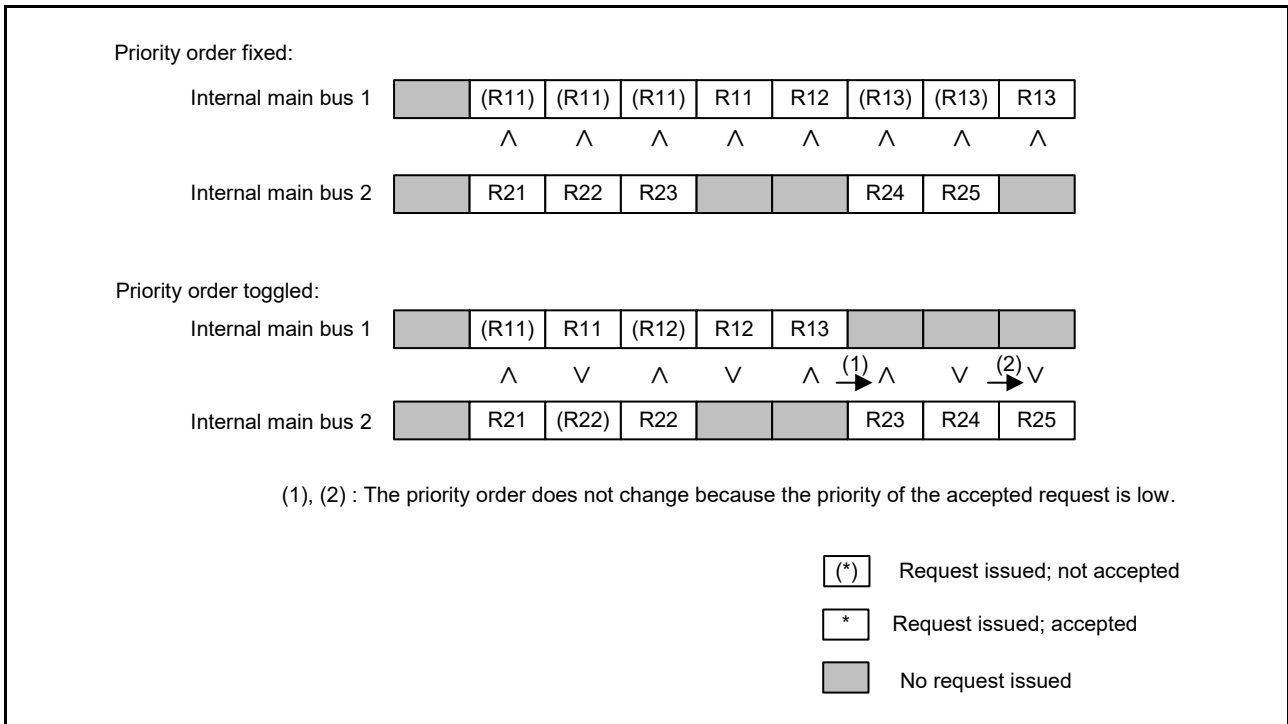 Priority order fixed:
Internal main bus 1 (R11) (R11) (R11) R11 R12 (R13) (R13) R13
∧ ∧ ∧ ∧ ∧ ∧ ∧ ∧
Internal main bus 2 R21 R22 R23 R24 R25
Priority order toggled:
Internal main bus 1 (R11) R11 (R12) R12 R13
∧ ∨ ∧ ∨ ∧ (1) ∧ ∨ (2) ∨
Internal main bus 2 R21 (R22) R22 R23 R24 R25
(1), (2) : The priority order does not change because the priority of the accepted request is low.
(*) Request issued; not accepted
* Request issued; accepted
No request issued